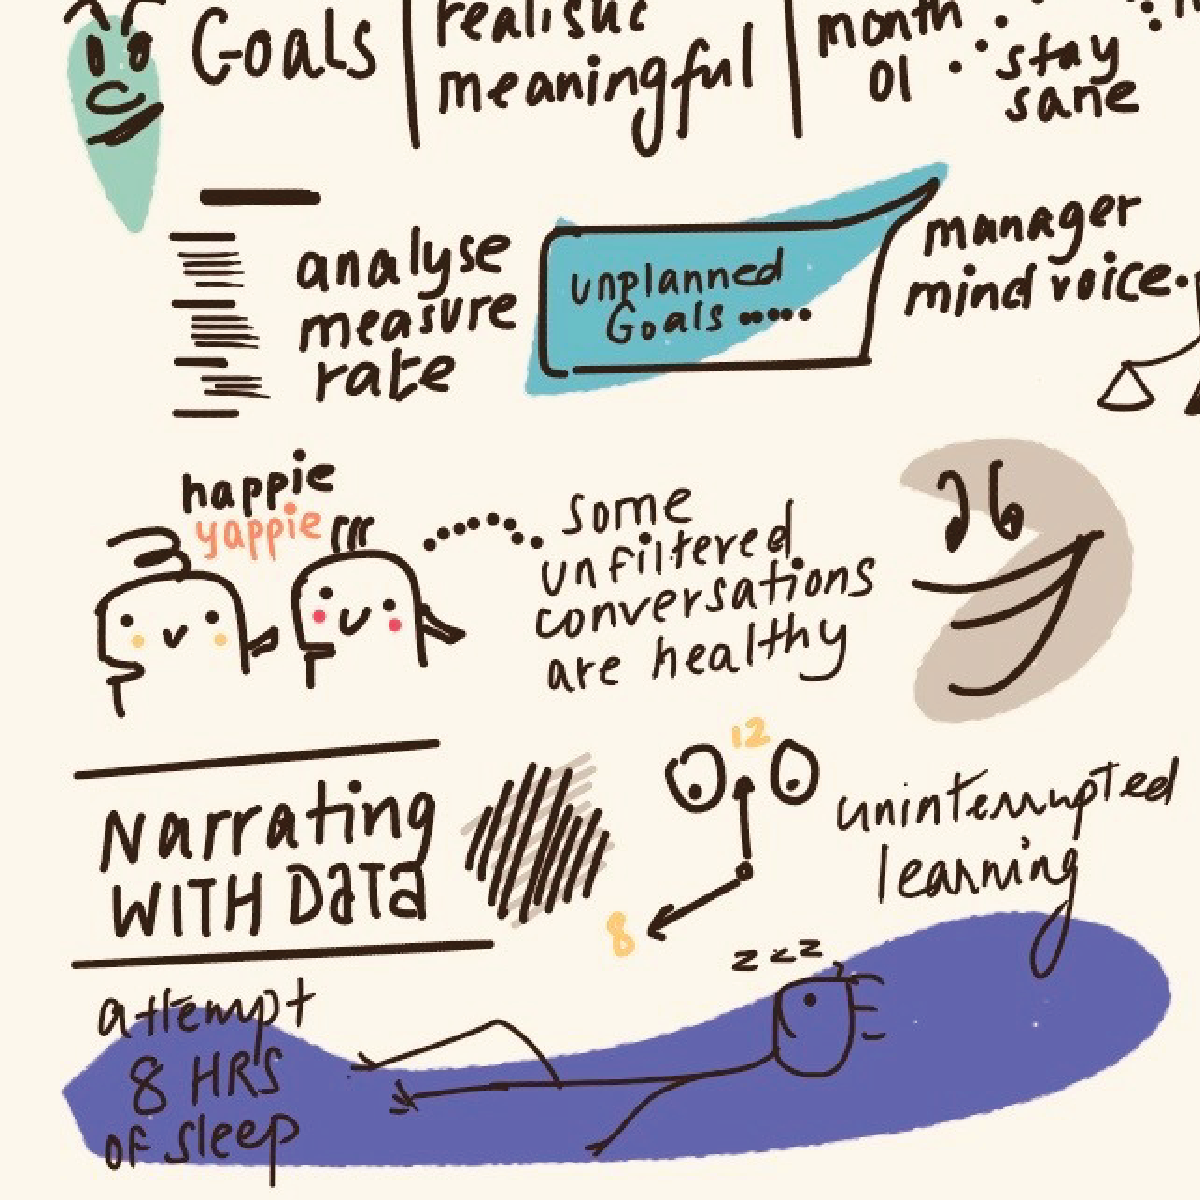 Goals
realistic
meaningful
month
01
stay
sane
analyse
measure
rate
unplanned
Goals .....
manager
mind voice.
happie
yappie
some
unfiltered
conversations
are healthy
Narrating
WITH Data
12
8
uninterrupted
learning
zzz
attempt
8 HRS
of sleep